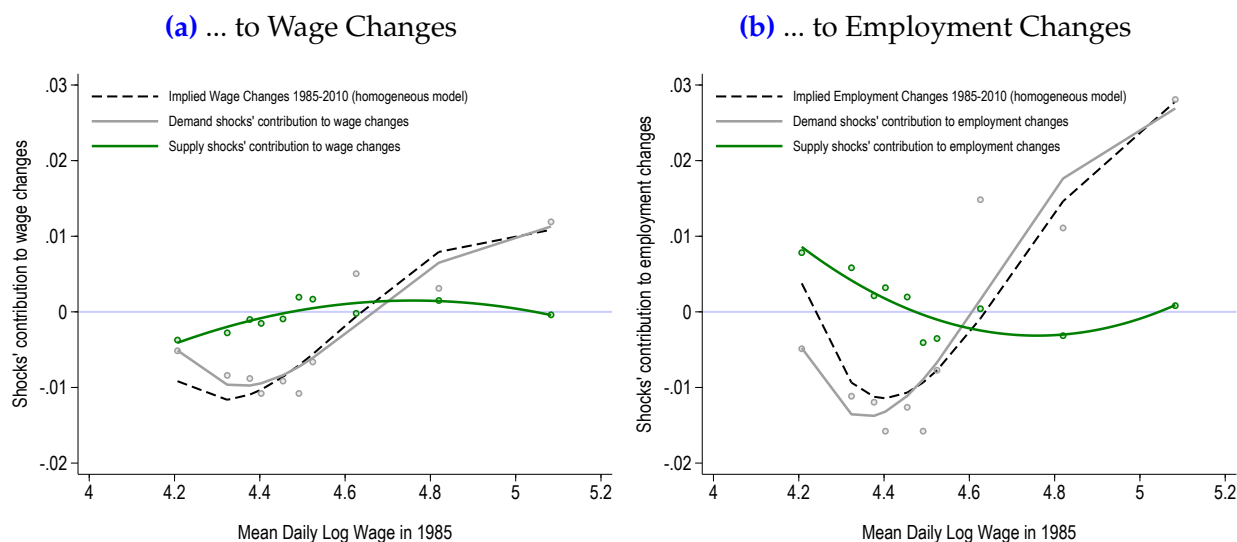 (a) ... to Wage Changes
Shocks' contribution to wage changes
.03
.02
.01
0
-.01
-.02
Implied Wage Changes 1985-2010 (homogeneous model)
Demand shocks' contribution to wage changes
Supply shocks' contribution to wage changes
4 4.2 4.4 4.6 4.8 5 5.2
Mean Daily Log Wage in 1985
(b) ... to Employment Changes
Shocks' contribution to employment changes
.03
.02
.01
0
-.01
-.02
Implied Employment Changes 1985-2010 (homogeneous model)
Demand shocks' contribution to employment changes
Supply shocks' contribution to employment changes
4 4.2 4.4 4.6 4.8 5 5.2
Mean Daily Log Wage in 1985